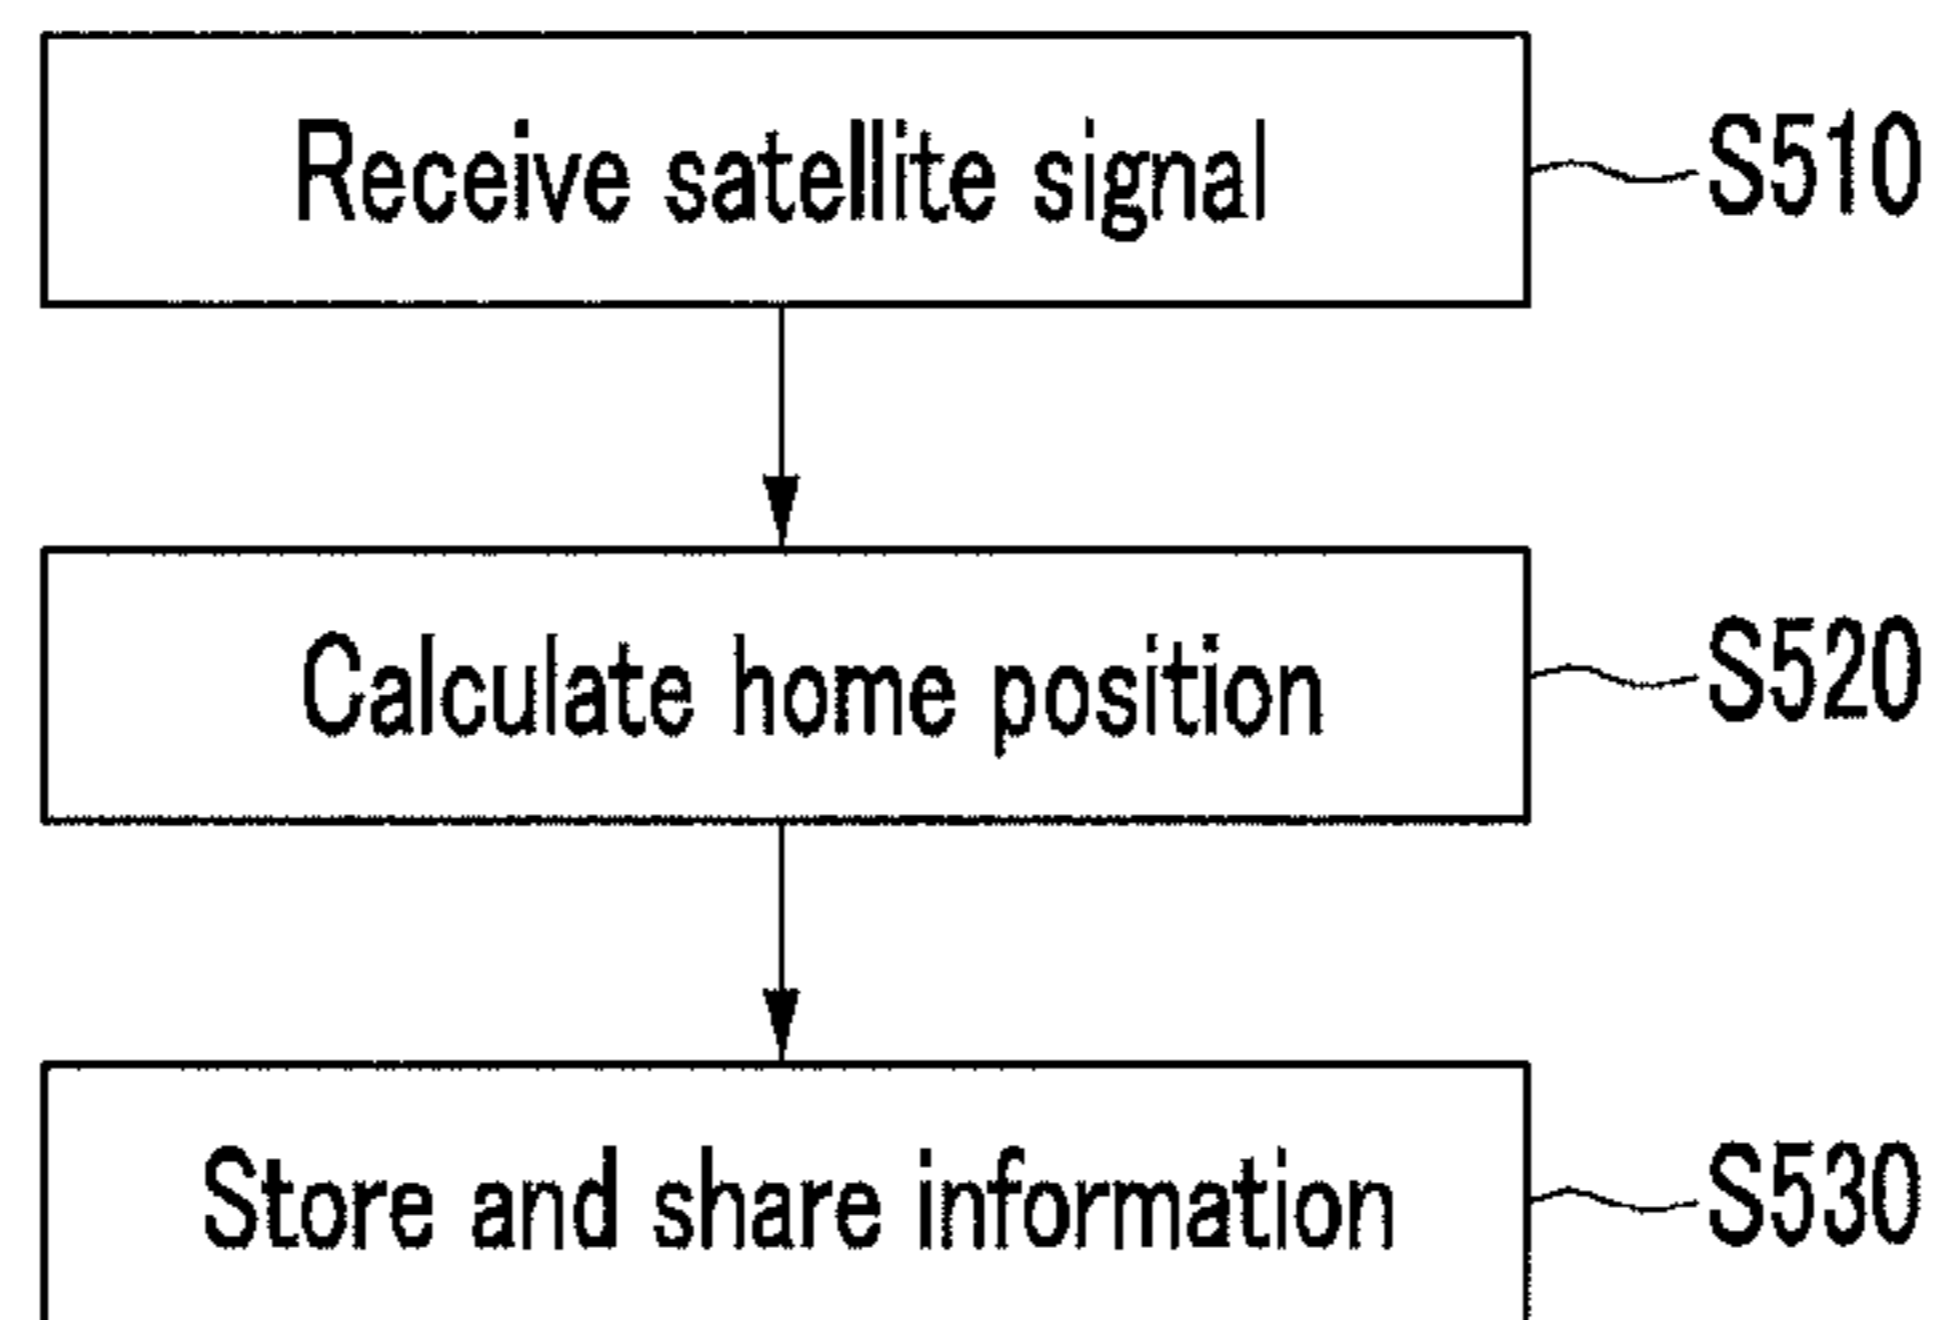 Receive satellite signal S510
Calculate home position S520
Store and share information S530